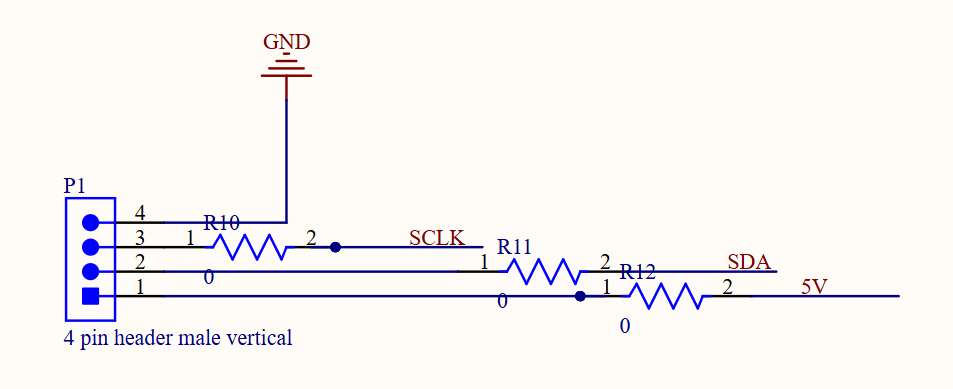 GND
P1
4
3
2
1
1 R10 2
0
SCLK
1 R11 2
0
SDA
1 R12 2
0
5V
4 pin header male vertical